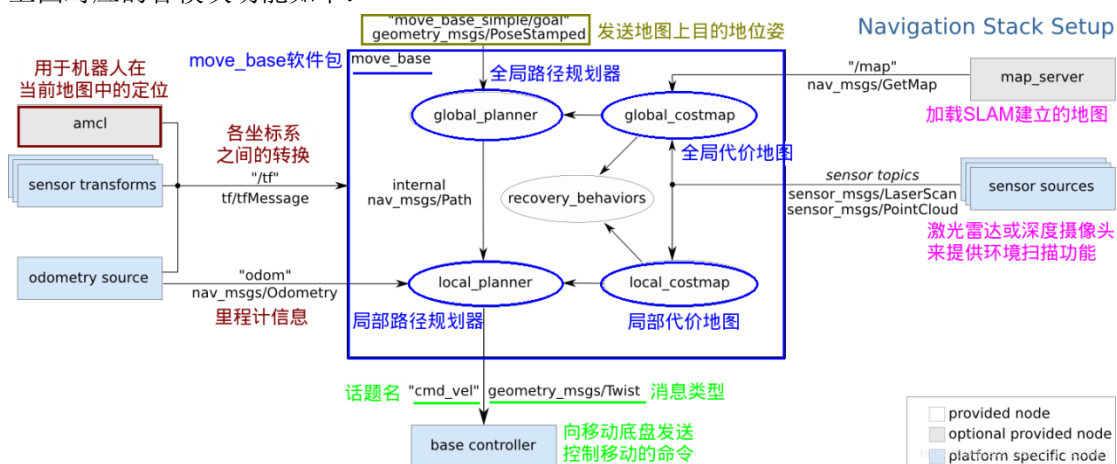 "move_base_simple/goal"
geometry_msgs/PoseStamped
发送地图上目的地位姿
Navigation Stack Setup
用于机器人在
当前地图中的定位
move_base软件包
move_base
全局路径规划器
"/map"
nav_msgs/GetMap
map_server
amcl
global_planner
global_costmap
加载SLAM建立的地图
各坐标系
之间的转换
全局代价地图
sensor transforms
"/tf"
tf/tfMessage
internal
nav_msgs/Path
recovery_behaviors
sensor topics
sensor_msgs/LaserScan
sensor_msgs/PointCloud
sensor sources
激光雷达或深度摄像头
来提供环境扫描功能
odometry source
"odom"
nav_msgs/Odometry
里程计信息
local_planner
local_costmap
局部路径规划器
局部代价地图
话题名 "cmd_vel" geometry_msgs/Twist 消息类型
base controller
向移动底盘发送
控制移动的命令
provided node
optional provided node
platform specific node